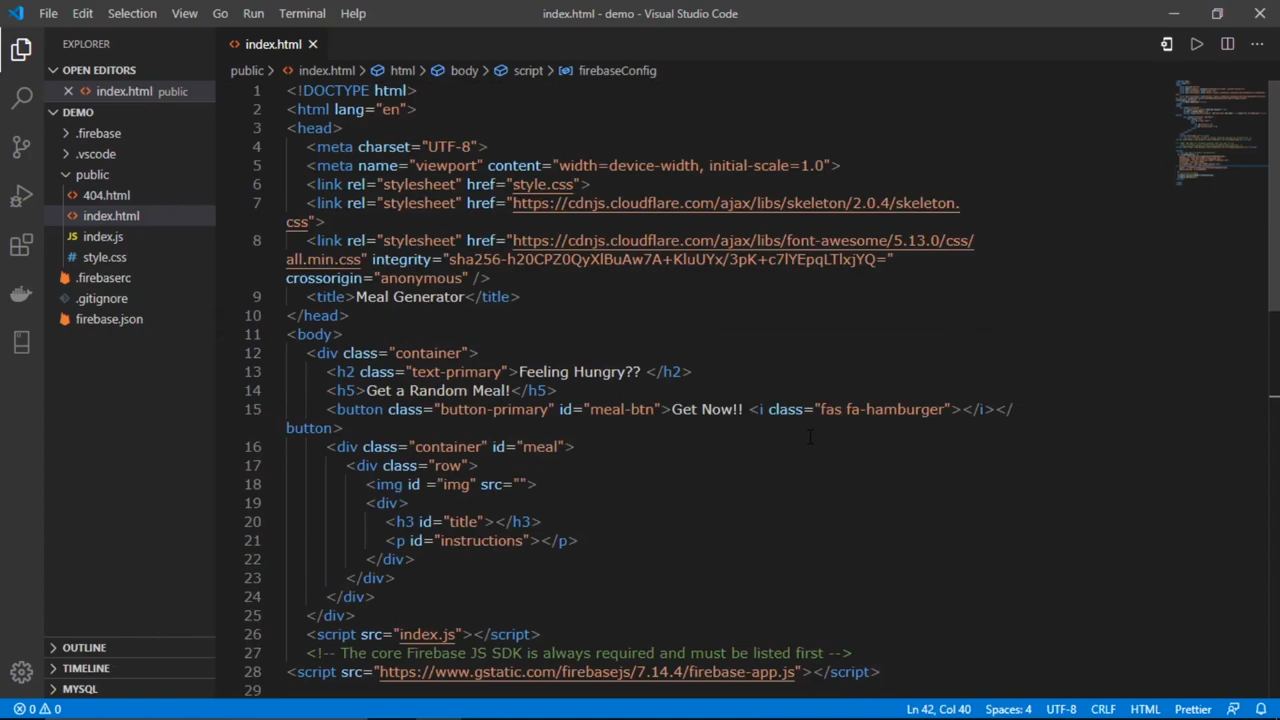 File Edit Selection View Go Run Terminal Help index.html - demo - Visual Studio Code
EXPLORER
OPEN EDITORS
index.html public
DEMO
.firebase
.vscode
public
404.html
index.html
index.js
style.css
.firebaserc
.gitignore
firebase.json
OUTLINE
TIMELINE
MYSQL
index.html
public > index.html > html > body > script > firebaseConfig
1 <!DOCTYPE html>
2 <html lang="en">
3 <head>
4 <meta charset="UTF-8">
5 <meta name="viewport" content="width=device-width, initial-scale=1.0">
6 <link rel="stylesheet" href="style.css">
7 <link rel="stylesheet" href="https://cdnjs.cloudflare.com/ajax/libs/skeleton/2.0.4/skeleton.
css">
8 <link rel="stylesheet" href="https://cdnjs.cloudflare.com/ajax/libs/font-awesome/5.13.0/css/
all.min.css" integrity="sha256-h20CPZ0QyXlBuAw7A+KluUYx/3pK+c7lYEpqLTlxjYQ="
crossorigin="anonymous" />
9 <title>Meal Generator</title>
10 </head>
11 <body>
12 <div class="container">
13 <h2 class="text-primary">Feeling Hungry?? </h2>
14 <h5>Get a Random Meal!</h5>
15 <button class="button-primary" id="meal-btn">Get Now!! <i class="fas fa-hamburger"></i></
button>
16 <div class="container" id="meal">
17 <div class="row">
18 <img id ="img" src="">
19 <div>
20 <h3 id="title"></h3>
21 <p id="instructions"></p>
22 </div>
23 </div>
24 </div>
25 </div>
26 <script src="index.js"></script>
27 <!-- The core Firebase JS SDK is always required and must be listed first -->
28 <script src="https://www.gstatic.com/firebasejs/7.14.4/firebase-app.js"></script>
29
0 0 Ln 42, Col 40 Spaces: 4 UTF-8 CRLF HTML Prettier